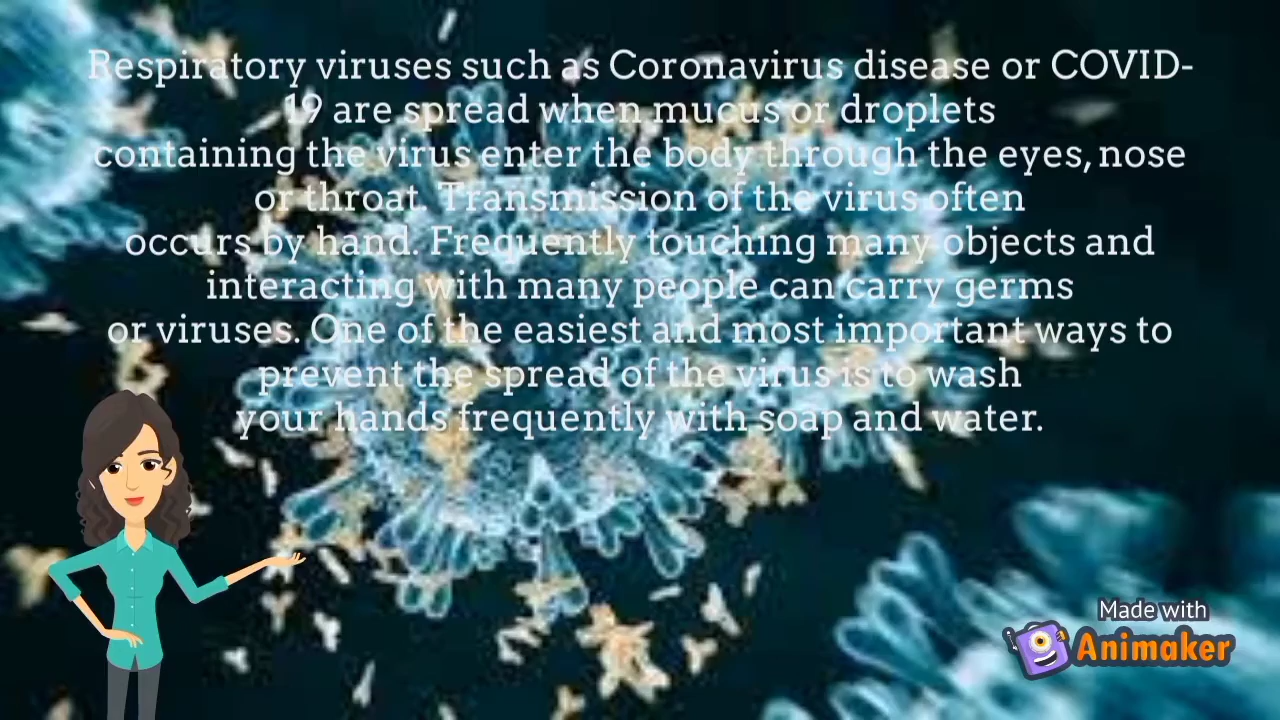 Respiratory viruses such as Coronavirus disease or COVID-
19 are spread when mucus or droplets
containing the virus enter the body through the eyes, nose
or throat. Transmission of the virus often
occurs by hand. Frequently touching many objects and
interacting with many people can carry germs
or viruses. One of the easiest and most important ways to
prevent the spread of the virus is to wash
your hands frequently with soap and water.
Made with
Animaker